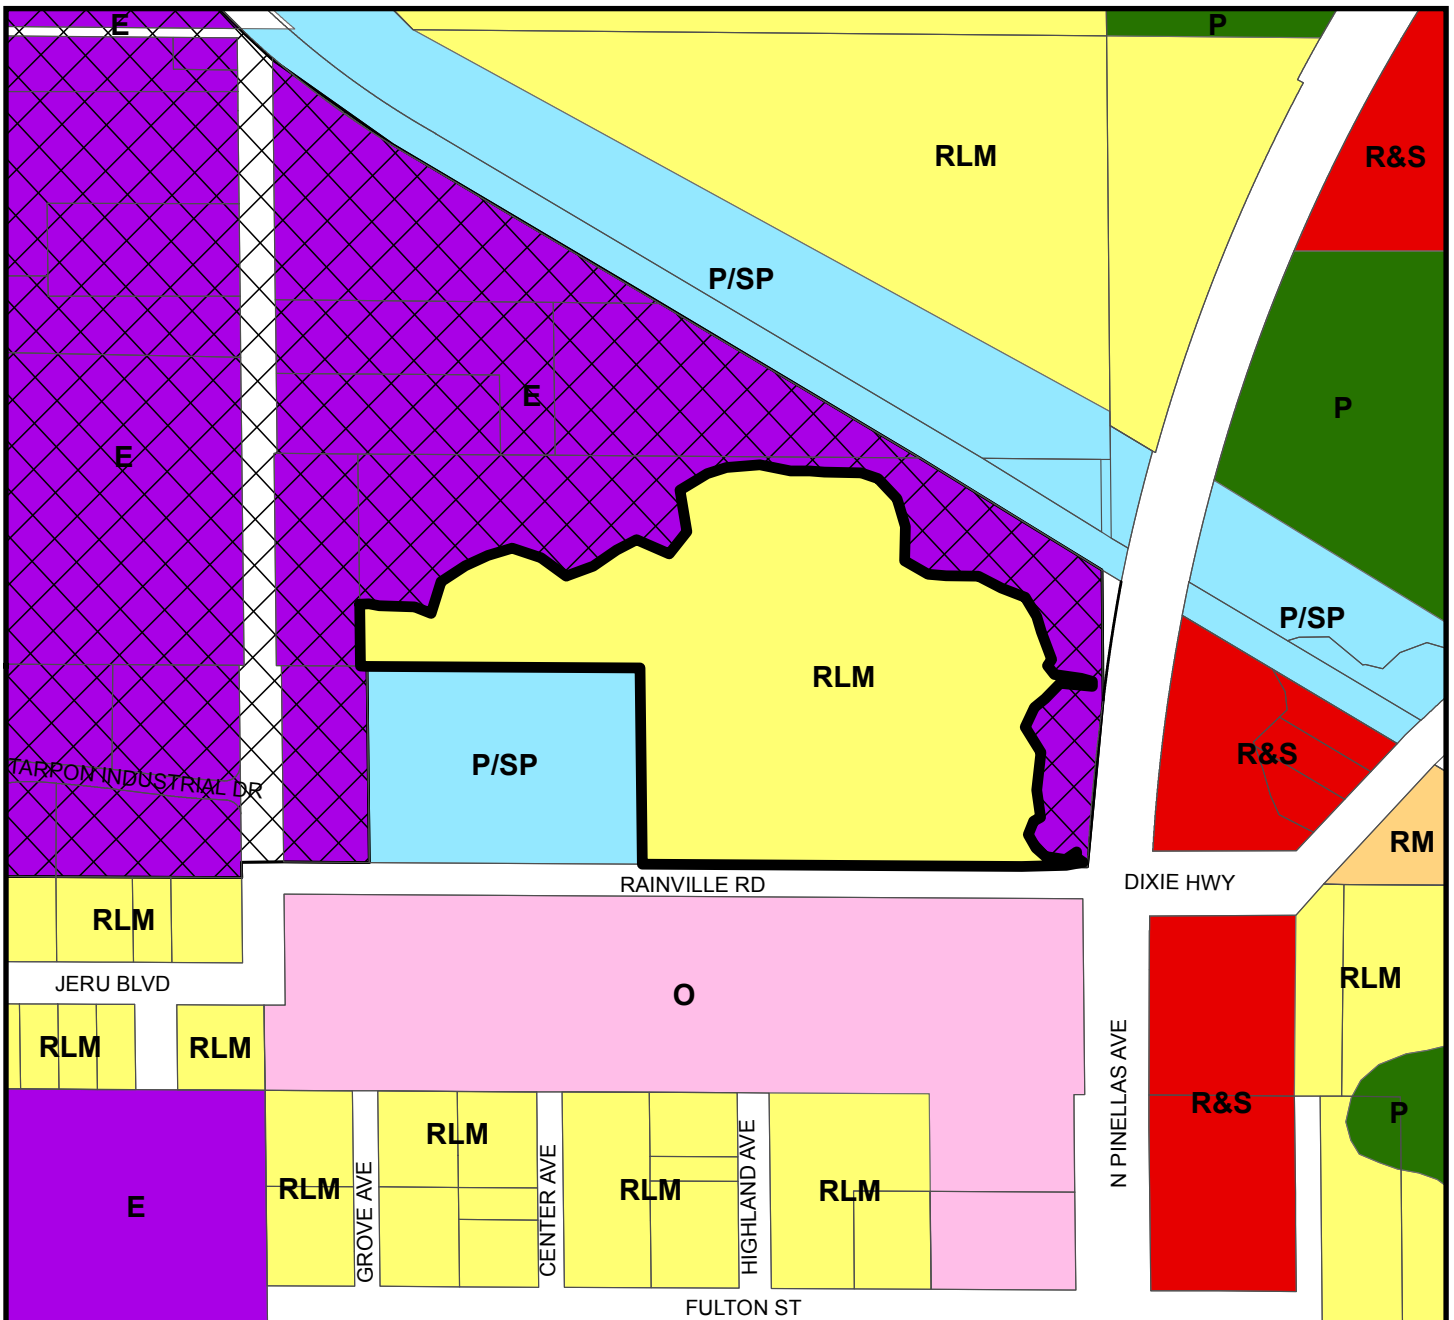 E
P
RLM
R&S
P/SP
E
P
E
P/SP
RLM
R&S
P/SP
TARPON INDUSTRIAL DR
RM
RAINVILLE RD
DIXIE HWY
RLM
RLM
JERU BLVD
O
RLM
RLM
N PINELLAS AVE
R&S
P
RLM
RLM
RLM
RLM
E
GROVE AVE
CENTER AVE
HIGHLAND AVE
FULTON ST